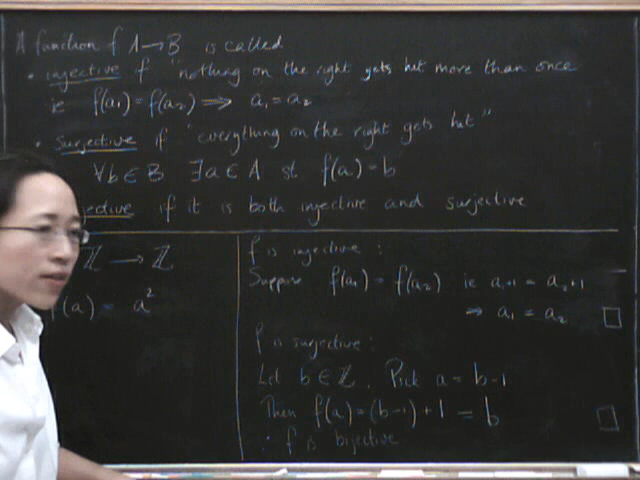 A function f A→B is called
• injective if "nothing on the right gets hit more than once
ie f(a₁) = f(a₂) ⟹ a₁ = a₂
• Surjective if "everything on the right gets hit"
∀b ∈ B ∃a ∈ A st f(a) = b
if it is both injective and surjective
ℤ → ℤ
f(a) = a²
f is injective :
Suppose f(a₁) = f(a₂) ie a₁+1 = a₂+1
⇒ a₁ = a₂ □
f is surjective :
Let b ∈ ℤ. Pick a = b-1
Then f(a) = (b-1) + 1 = b □
∴ f is bijective